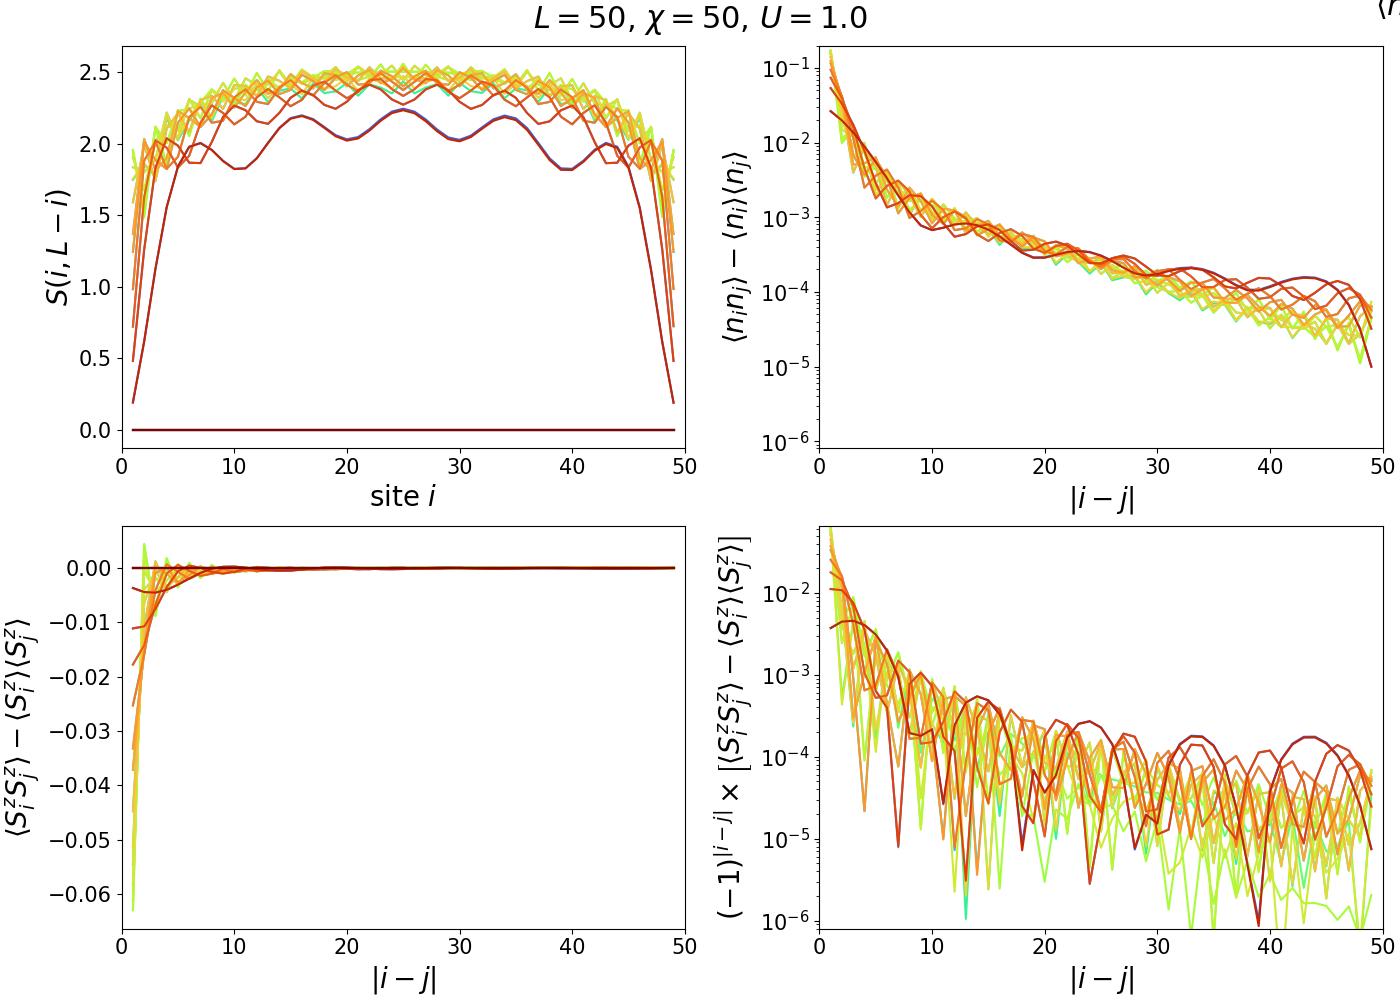 L = 50, χ = 50, U = 1.0
⟨n
S(i, L − i)
2.5
2.0
1.5
1.0
0.5
0.0
0 10 20 30 40 50
site i
⟨n_i n_j⟩ − ⟨n_i⟩⟨n_j⟩
10^{-1}
10^{-2}
10^{-3}
10^{-4}
10^{-5}
10^{-6}
0 10 20 30 40 50
|i − j|
⟨S_i^z S_j^z⟩ − ⟨S_i^z⟩⟨S_j^z⟩
0.00
−0.01
−0.02
−0.03
−0.04
−0.05
−0.06
0 10 20 30 40 50
|i − j|
(−1)^{|i−j|} × [⟨S_i^z S_j^z⟩ − ⟨S_i^z⟩⟨S_j^z⟩]
10^{-2}
10^{-3}
10^{-4}
10^{-5}
10^{-6}
0 10 20 30 40 50
|i − j|